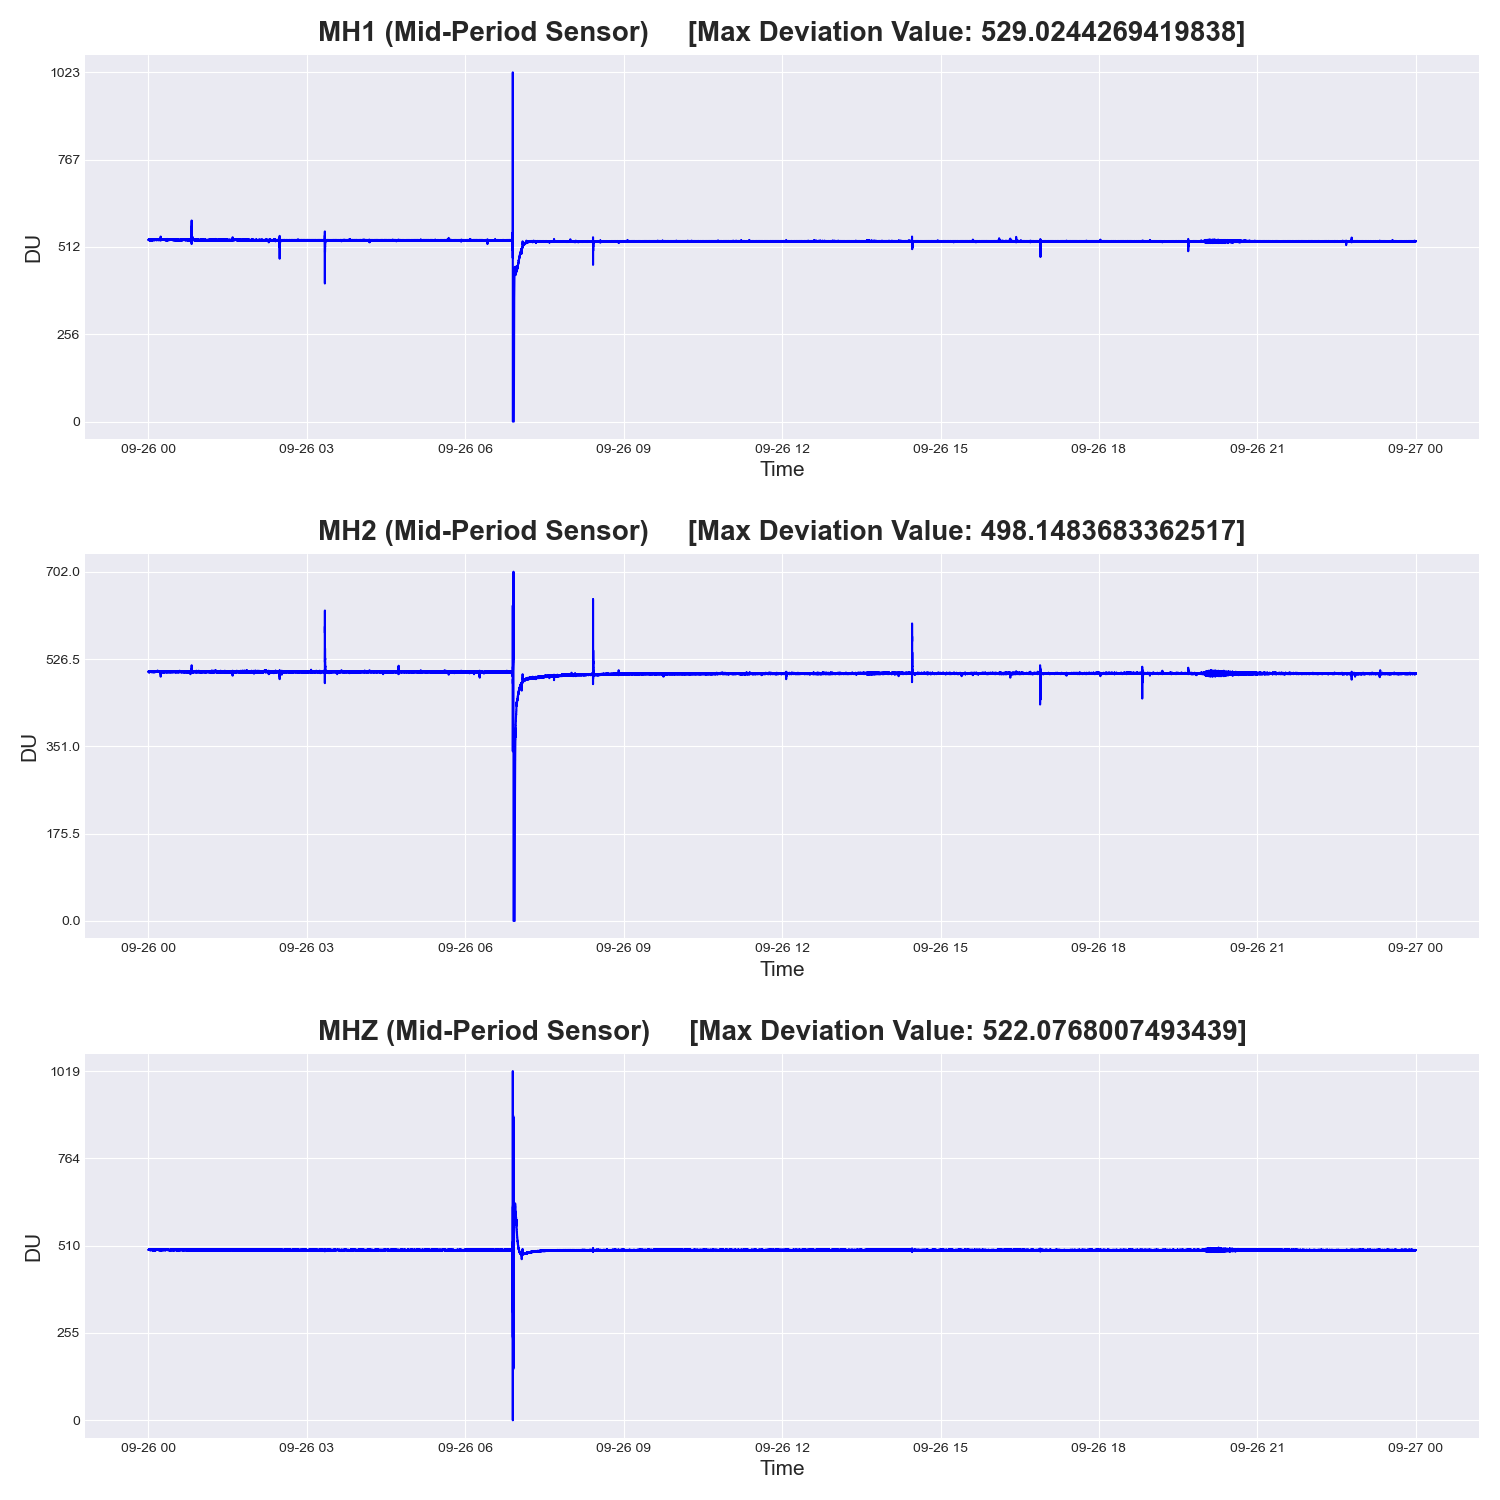 MH1 (Mid-Period Sensor) [Max Deviation Value: 529.0244269419838]
1023
767
512
256
0
DU
09-26 00 09-26 03 09-26 06 09-26 09 09-26 12 09-26 15 09-26 18 09-26 21 09-27 00
Time
MH2 (Mid-Period Sensor) [Max Deviation Value: 498.1483683362517]
702.0
526.5
351.0
175.5
0.0
DU
09-26 00 09-26 03 09-26 06 09-26 09 09-26 12 09-26 15 09-26 18 09-26 21 09-27 00
Time
MHZ (Mid-Period Sensor) [Max Deviation Value: 522.0768007493439]
1019
764
510
255
0
DU
09-26 00 09-26 03 09-26 06 09-26 09 09-26 12 09-26 15 09-26 18 09-26 21 09-27 00
Time